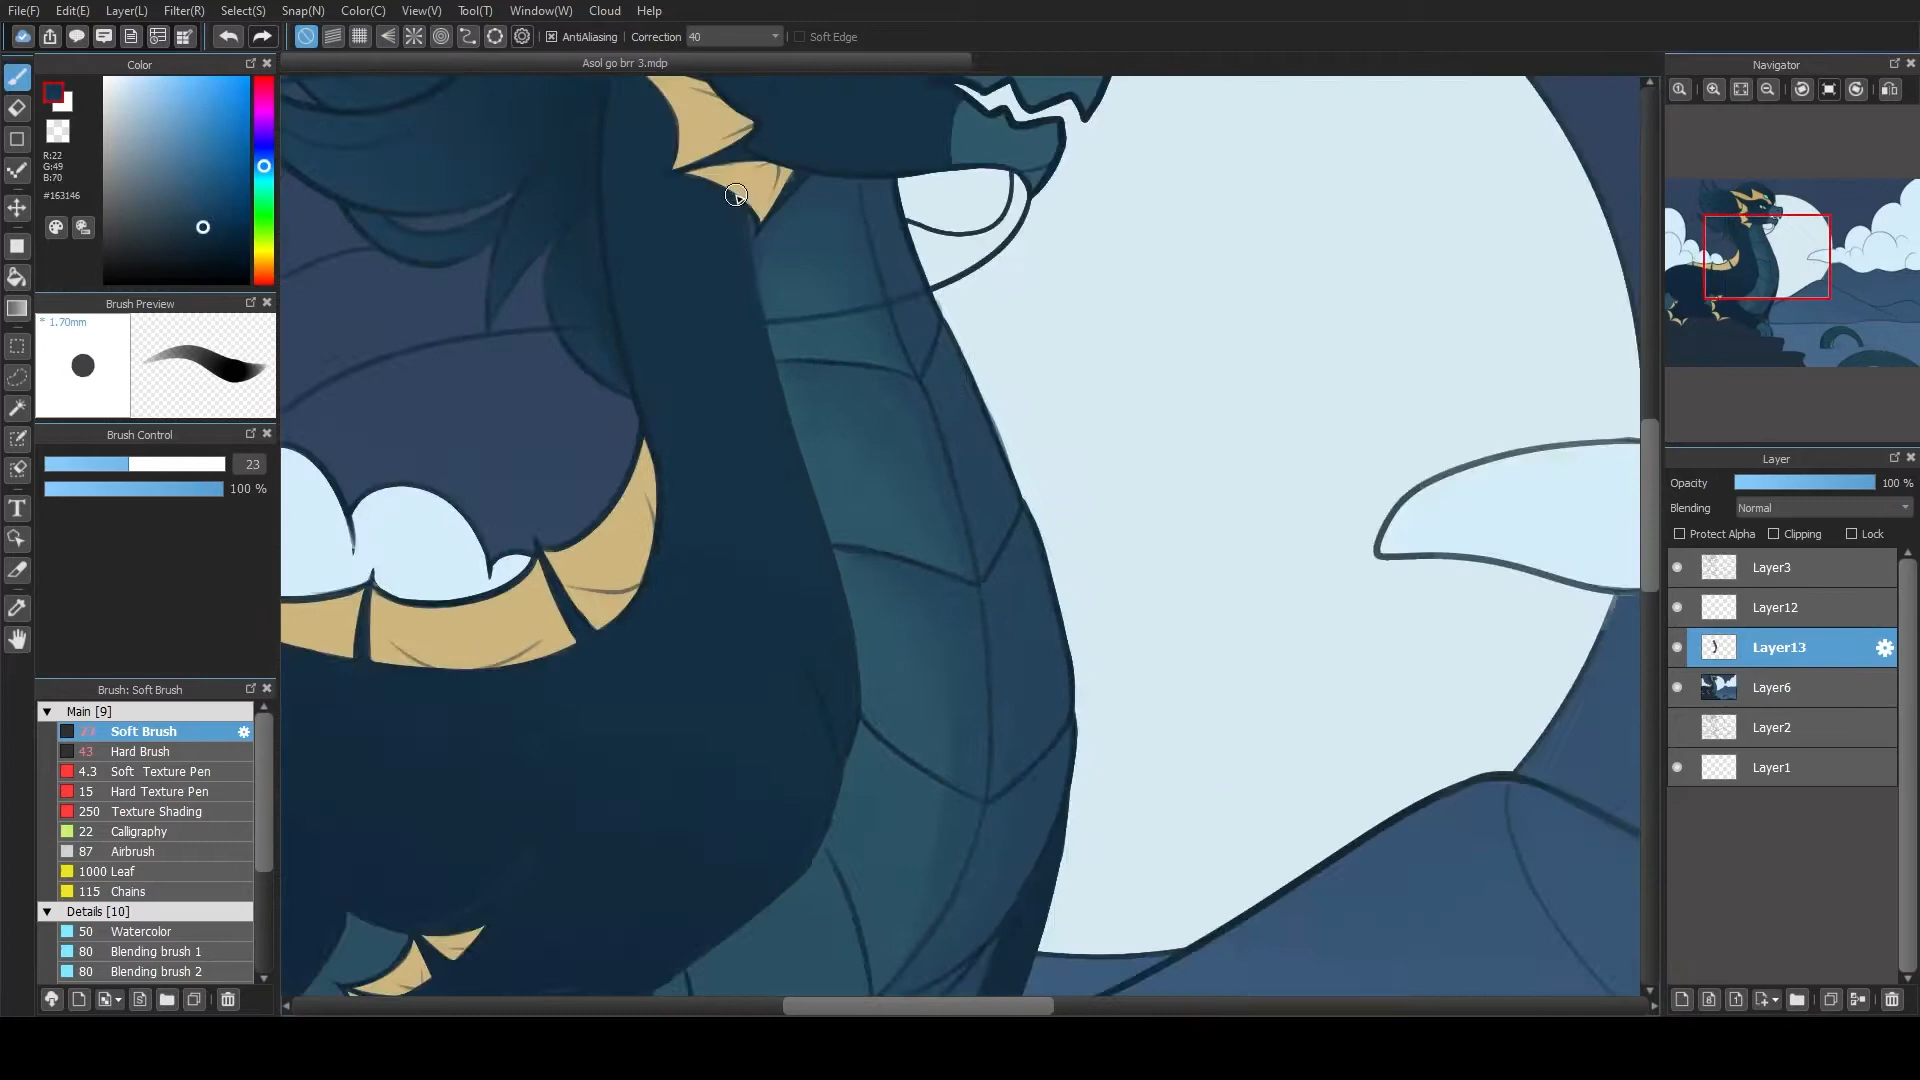 File(F) Edit(E) Layer(L) Filter(R) Select(S) Snap(N) Color(C) View(V) Tool(T) Window(W) Cloud Help
AntiAliasing Correction 40 Soft Edge
Color
Asol go brr 3.mdp
Navigator
R:22
G:49
B:70
#163146
Brush Preview
* 1.70mm
Brush Control
23
100 %
Layer
Opacity 100 %
Blending Normal
Protect Alpha Clipping Lock
Layer3
Layer12
Layer13
Layer6
Layer2
Layer1
Brush: Soft Brush
Main [9]
Soft Brush
43 Hard Brush
4.3 Soft Texture Pen
15 Hard Texture Pen
250 Texture Shading
22 Calligraphy
87 Airbrush
1000 Leaf
115 Chains
Details [10]
50 Watercolor
80 Blending brush 1
80 Blending brush 2